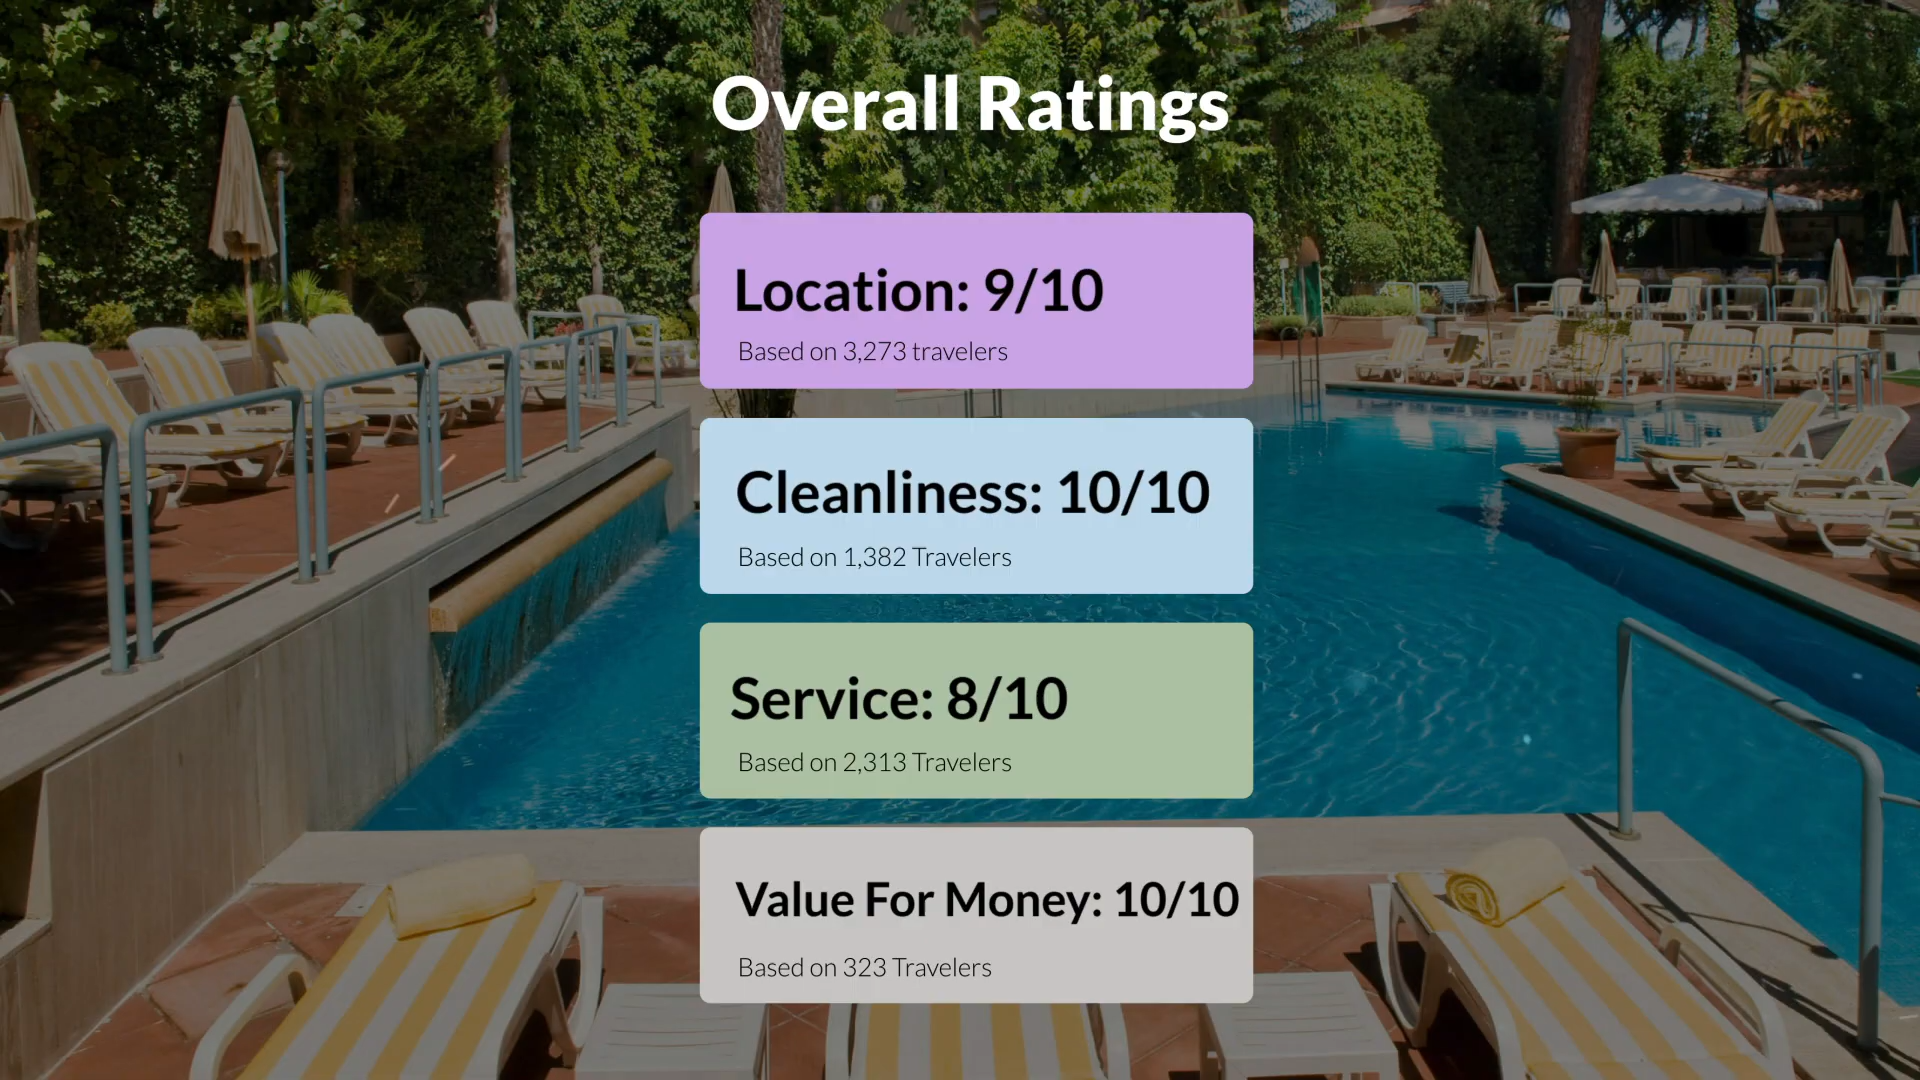 Overall Ratings
Location: 9/10
Based on 3,273 travelers
Cleanliness: 10/10
Based on 1,382 Travelers
Service: 8/10
Based on 2,313 Travelers
Value For Money: 10/10
Based on 323 Travelers